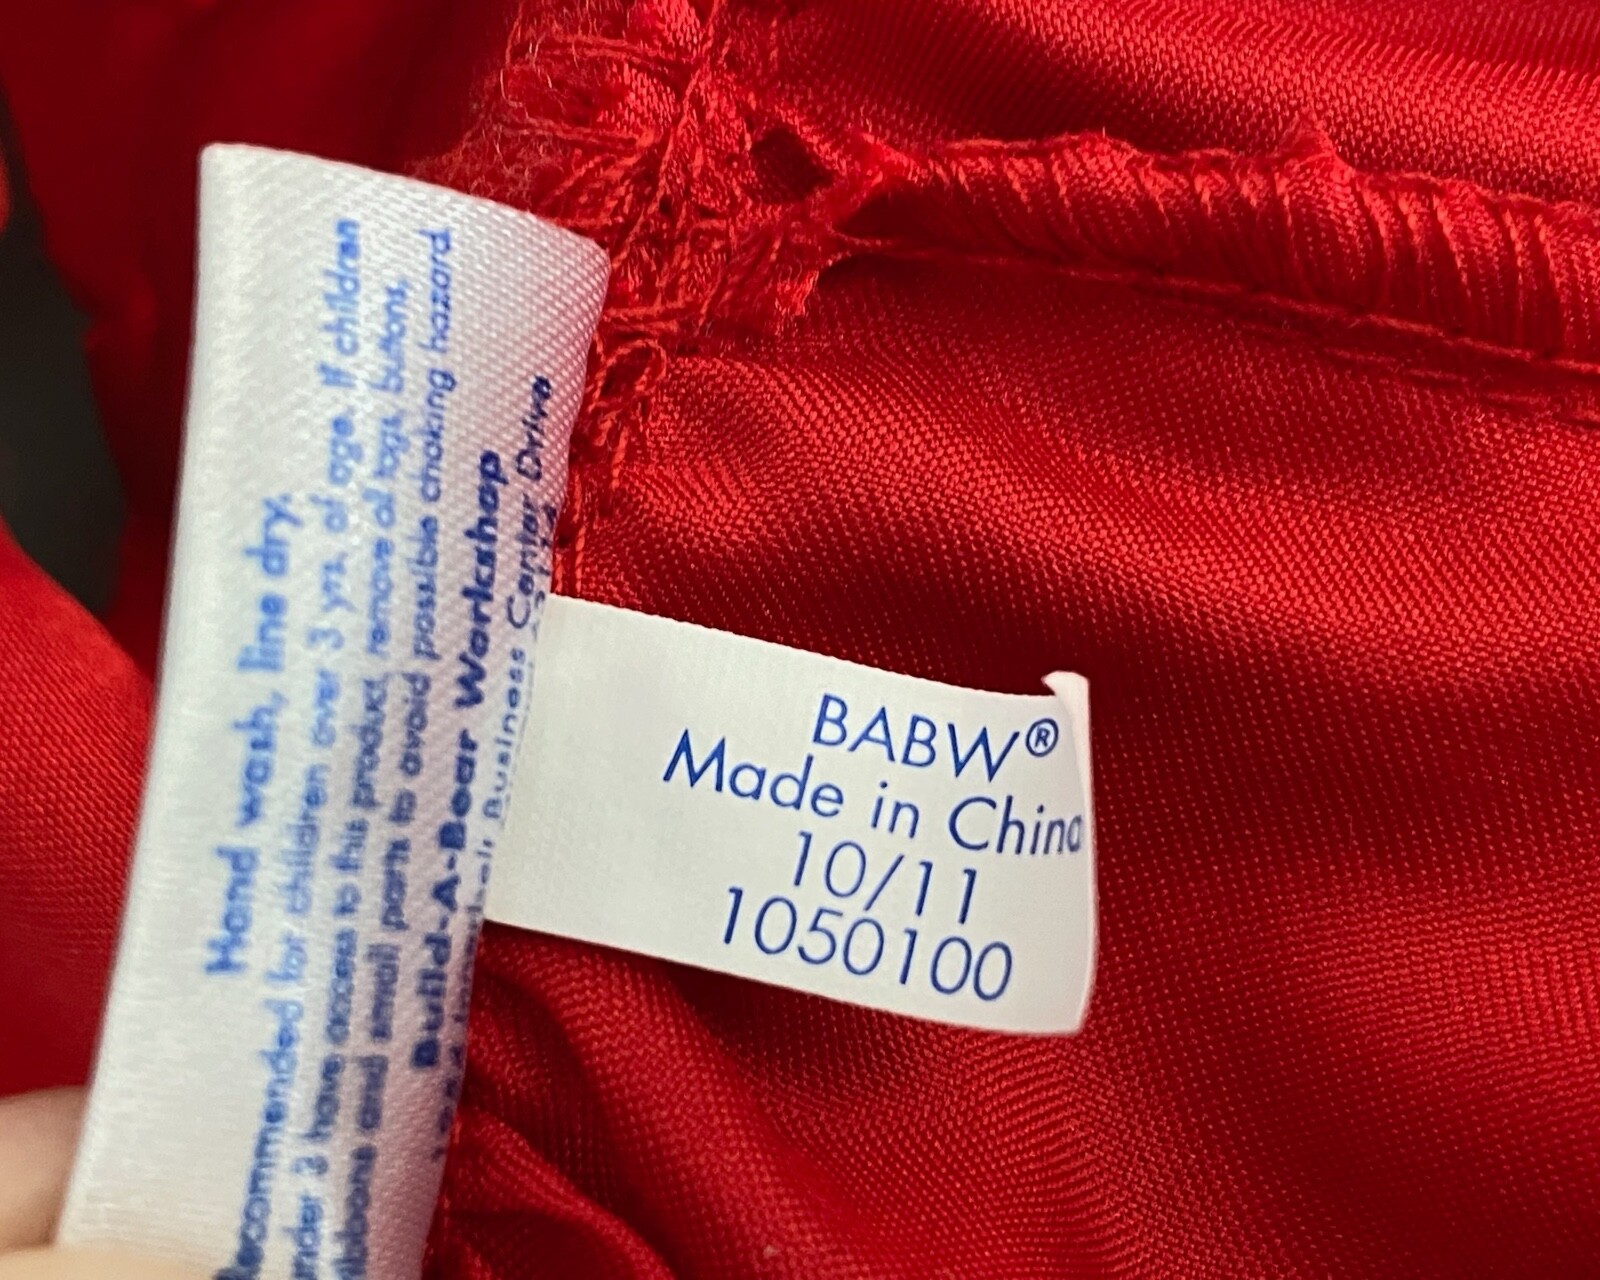 Hand wash, line dry.
Recommended for children over 3 yrs. of age. If children
under 3 have access to this product, remove all tags, buttons,
ribbons and small parts to avoid possible choking hazard.
Build-A-Bear Workshop
Business Center Drive
BABW®
Made in China
10/11
1050100